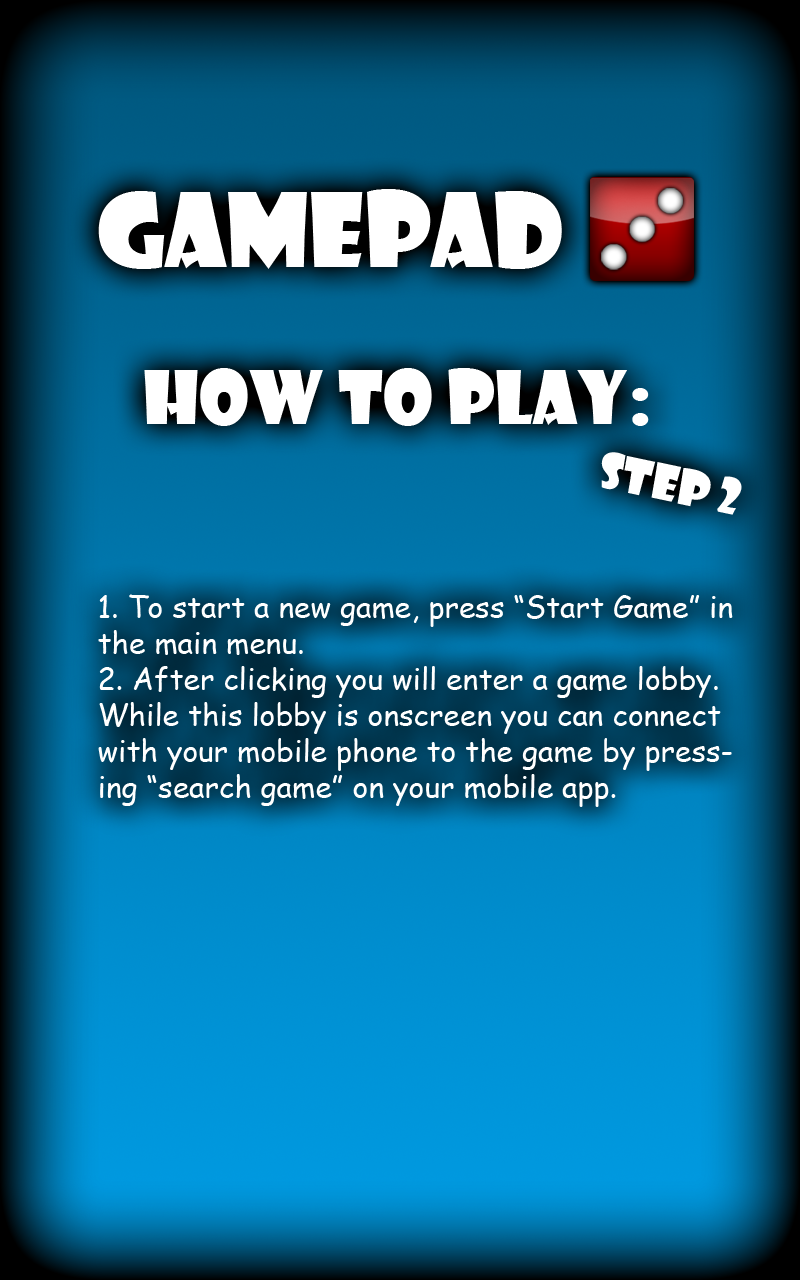 GAMEPAD
HOW TO PLAY:
STEP 2
1. To start a new game, press “Start Game” in
the main menu.
2. After clicking you will enter a game lobby.
While this lobby is onscreen you can connect
with your mobile phone to the game by press-
ing “search game” on your mobile app.